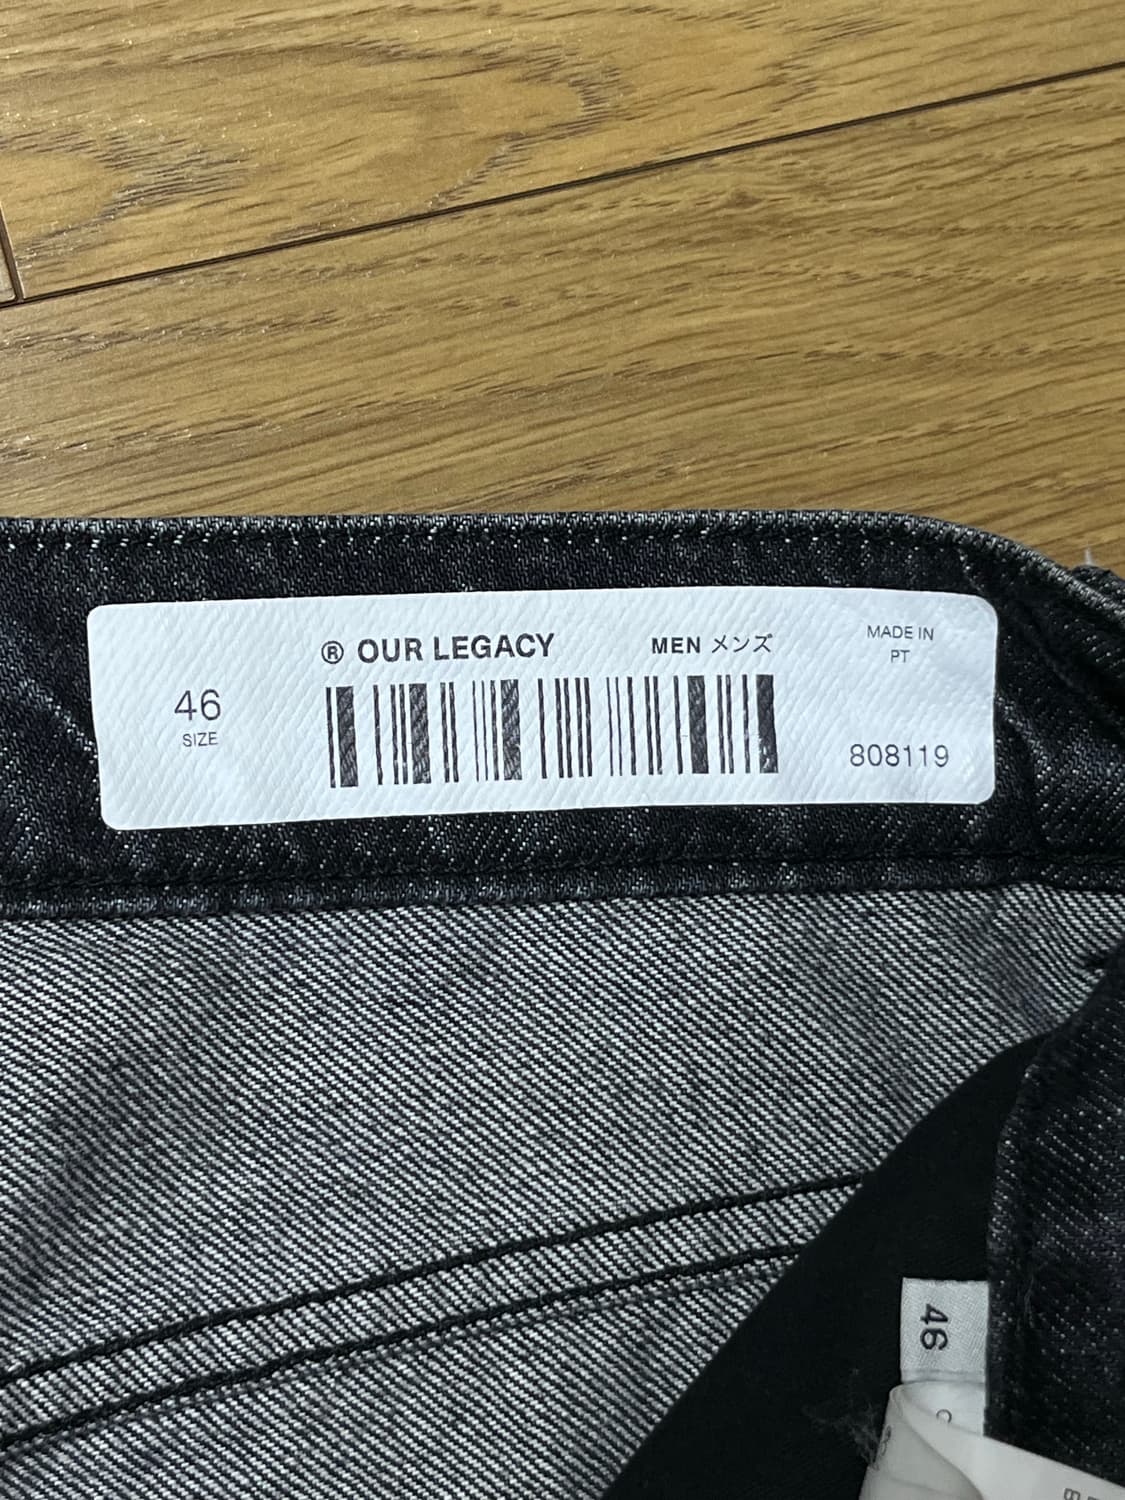 ® OUR LEGACY
MEN メンズ
MADE IN
PT
46
SIZE
808119
46